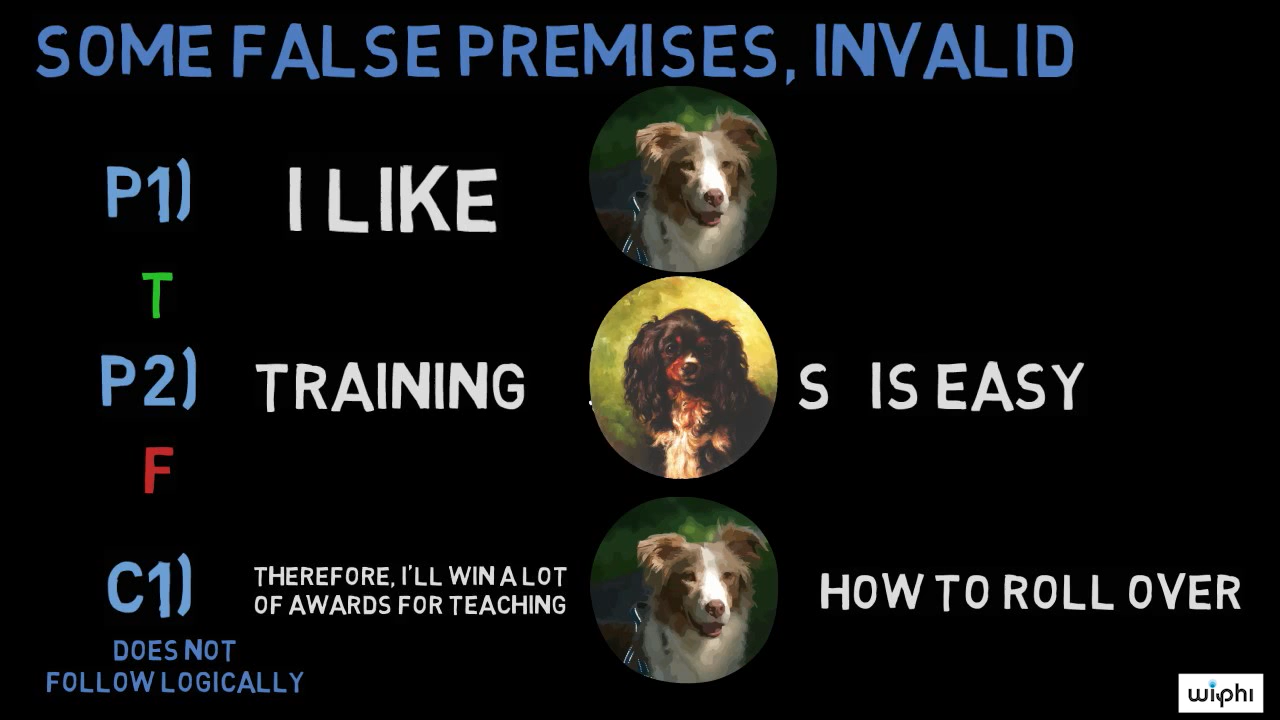 SOME FALSE PREMISES, INVALID
P1) I LIKE
T
P2) TRAINING S IS EASY
F
C1) THEREFORE, I'LL WIN A LOT
OF AWARDS FOR TEACHING HOW TO ROLL OVER
DOES NOT
FOLLOW LOGICALLY
wiphi